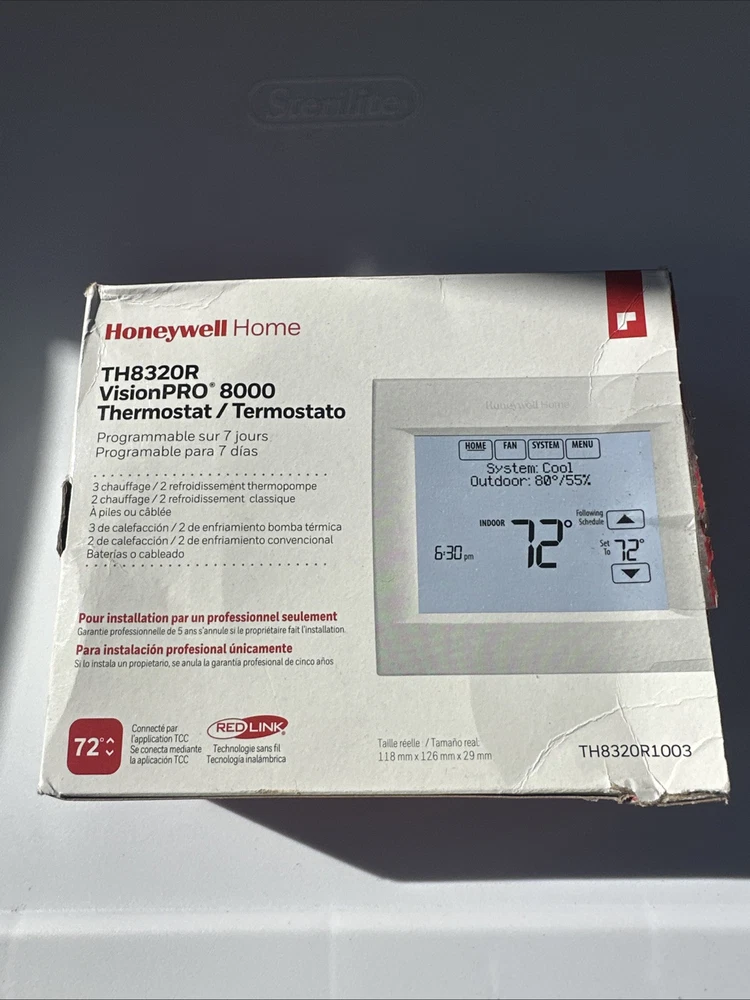 Sterilite
Honeywell Home
TH8320R
VisionPRO® 8000
Thermostat / Termostato
Programmable sur 7 jours
Programable para 7 días
3 chauffage / 2 refroidissement thermopompe
2 chauffage / 2 refroidissement classique
À piles ou câblée
3 de calefacción / 2 de enfriamiento bomba térmica
2 de calefacción / 2 de enfriamiento convencional
Baterías o cableado
Pour installation par un professionnel seulement
Garantie professionnelle de 5 ans s'annule si le propriétaire fait l'installation.
Para instalación profesional únicamente
Si lo instala un propietario, se anula la garantía profesional de cinco años
Honeywell Home
HOME FAN SYSTEM MENU
System: Cool
Outdoor: 80°/55%
INDOOR 72°
Following
Schedule
Set
To 72°
6:30 pm
72°
Connecté par
l'application TCC
Se conecta mediante
la aplicación TCC
REDLINK®
Technologie sans fil
Tecnología inalámbrica
Taille réelle : / Tamaño real:
118 mm x 126 mm x 29 mm
TH8320R1003